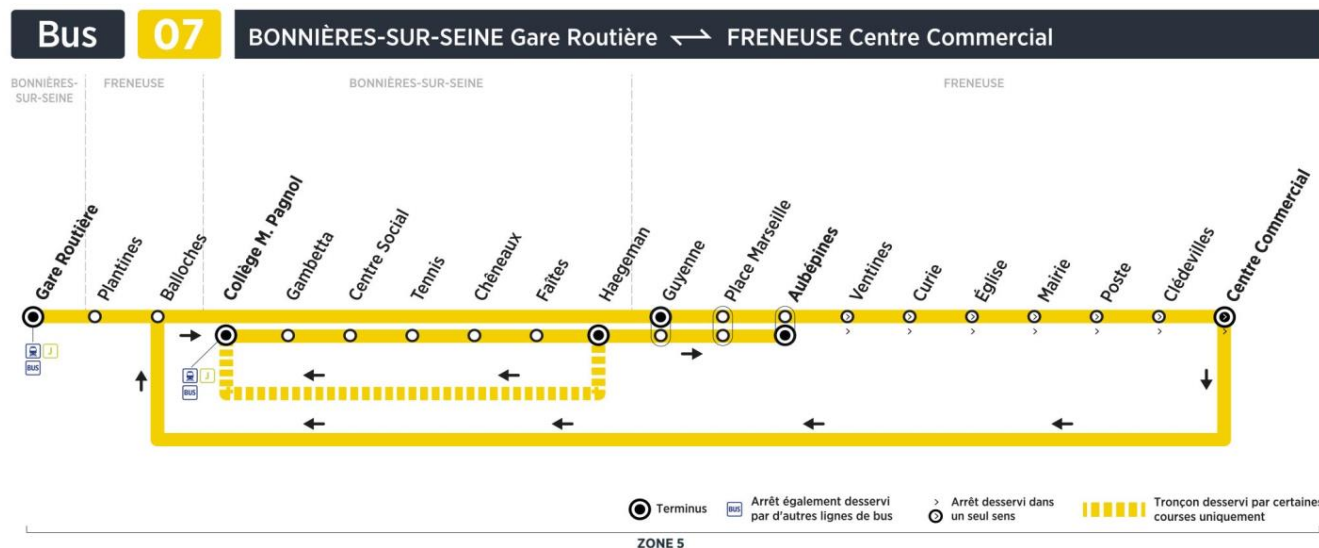 Bus 07 BONNIÈRES-SUR-SEINE Gare Routière FRENEUSE Centre Commercial
BONNIÈRES-
SUR-SEINE
FRENEUSE
BONNIÈRES-SUR-SEINE
FRENEUSE
Gare Routière
Plantines
Balloches
Collège M. Pagnol
Gambetta
Centre Social
Tennis
Chêneaux
Faîtes
Haegeman
Guyenne
Place Marseille
Aubépines
Ventines
Curie
Église
Mairie
Poste
Clédevilles
Centre Commercial
J
BUS
J
BUS
Terminus
BUS
Arrêt également desservi
par d'autres lignes de bus
Arrêt desservi dans
un seul sens
Tronçon desservi par certaines
courses uniquement
ZONE 5